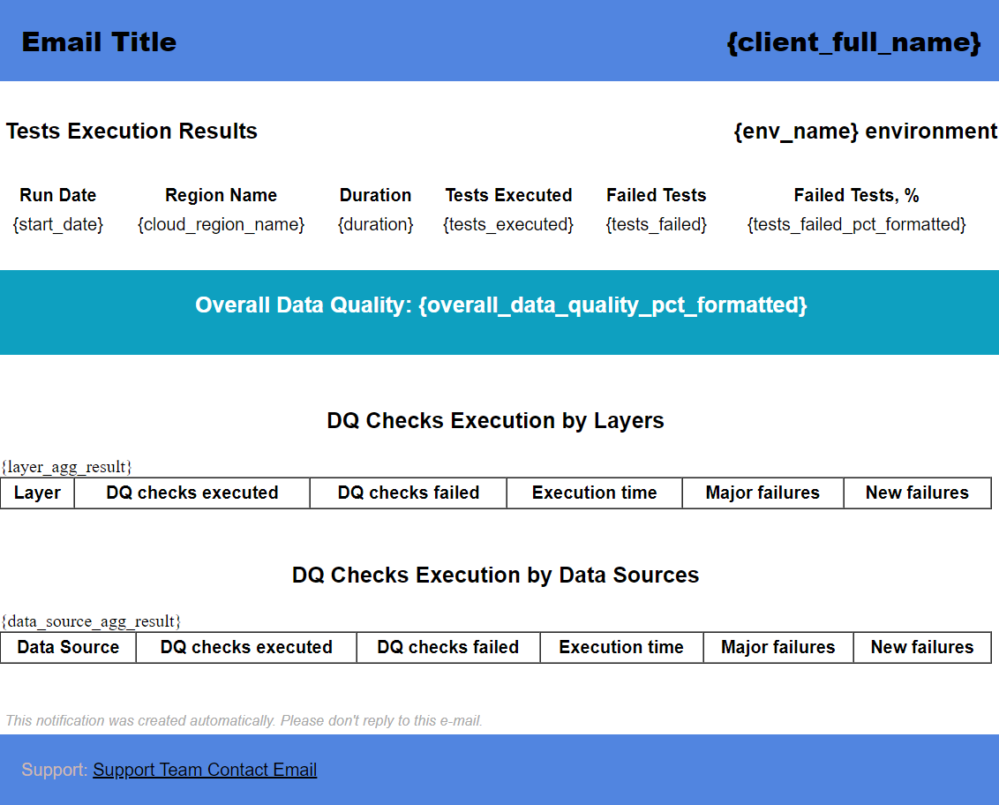 Email Title {client_full_name}
Tests Execution Results {env_name} environment
Run Date Region Name Duration Tests Executed Failed Tests Failed Tests, %
{start_date} {cloud_region_name} {duration} {tests_executed} {tests_failed} {tests_failed_pct_formatted}
Overall Data Quality: {overall_data_quality_pct_formatted}
DQ Checks Execution by Layers
{layer_agg_result}
Layer DQ checks executed DQ checks failed Execution time Major failures New failures
DQ Checks Execution by Data Sources
{data_source_agg_result}
Data Source DQ checks executed DQ checks failed Execution time Major failures New failures
This notification was created automatically. Please don't reply to this e-mail.
Support: Support Team Contact Email